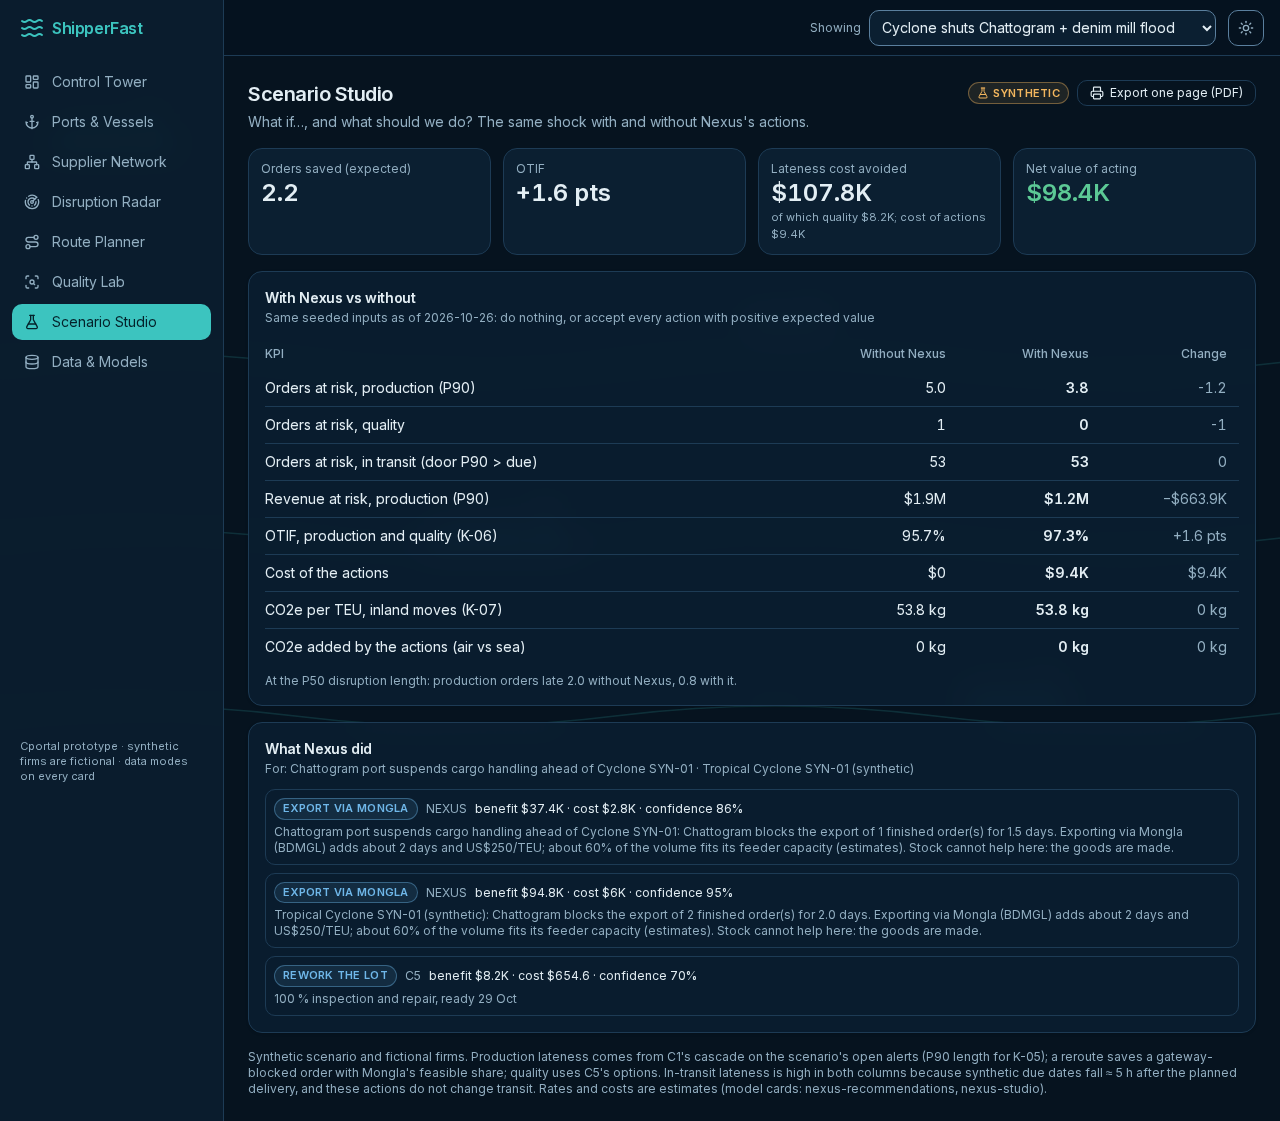 ShipperFast
Showing
Cyclone shuts Chattogram + denim mill flood
Control Tower
Ports & Vessels
Supplier Network
Disruption Radar
Route Planner
Quality Lab
Scenario Studio
Data & Models
Cportal prototype · synthetic
firms are fictional · data modes
on every card
Scenario Studio
SYNTHETIC
Export one page (PDF)
What if…, and what should we do? The same shock with and without Nexus's actions.
Orders saved (expected)
2.2
OTIF
+1.6 pts
Lateness cost avoided
$107.8K
of which quality $8.2K; cost of actions
$9.4K
Net value of acting
$98.4K
With Nexus vs without
Same seeded inputs as of 2026-10-26: do nothing, or accept every action with positive expected value
KPI Without Nexus With Nexus Change
Orders at risk, production (P90) 5.0 3.8 -1.2
Orders at risk, quality 1 0 -1
Orders at risk, in transit (door P90 > due) 53 53 0
Revenue at risk, production (P90) $1.9M $1.2M −$663.9K
OTIF, production and quality (K-06) 95.7% 97.3% +1.6 pts
Cost of the actions $0 $9.4K $9.4K
CO2e per TEU, inland moves (K-07) 53.8 kg 53.8 kg 0 kg
CO2e added by the actions (air vs sea) 0 kg 0 kg 0 kg
At the P50 disruption length: production orders late 2.0 without Nexus, 0.8 with it.
What Nexus did
For: Chattogram port suspends cargo handling ahead of Cyclone SYN-01 · Tropical Cyclone SYN-01 (synthetic)
EXPORT VIA MONGLA NEXUS benefit $37.4K · cost $2.8K · confidence 86%
Chattogram port suspends cargo handling ahead of Cyclone SYN-01: Chattogram blocks the export of 1 finished order(s) for 1.5 days. Exporting via Mongla
(BDMGL) adds about 2 days and US$250/TEU; about 60% of the volume fits its feeder capacity (estimates). Stock cannot help here: the goods are made.
EXPORT VIA MONGLA NEXUS benefit $94.8K · cost $6K · confidence 95%
Tropical Cyclone SYN-01 (synthetic): Chattogram blocks the export of 2 finished order(s) for 2.0 days. Exporting via Mongla (BDMGL) adds about 2 days and
US$250/TEU; about 60% of the volume fits its feeder capacity (estimates). Stock cannot help here: the goods are made.
REWORK THE LOT C5 benefit $8.2K · cost $654.6 · confidence 70%
100 % inspection and repair, ready 29 Oct
Synthetic scenario and fictional firms. Production lateness comes from C1's cascade on the scenario's open alerts (P90 length for K-05); a reroute saves a gateway-
blocked order with Mongla's feasible share; quality uses C5's options. In-transit lateness is high in both columns because synthetic due dates fall ≈ 5 h after the planned
delivery, and these actions do not change transit. Rates and costs are estimates (model cards: nexus-recommendations, nexus-studio).